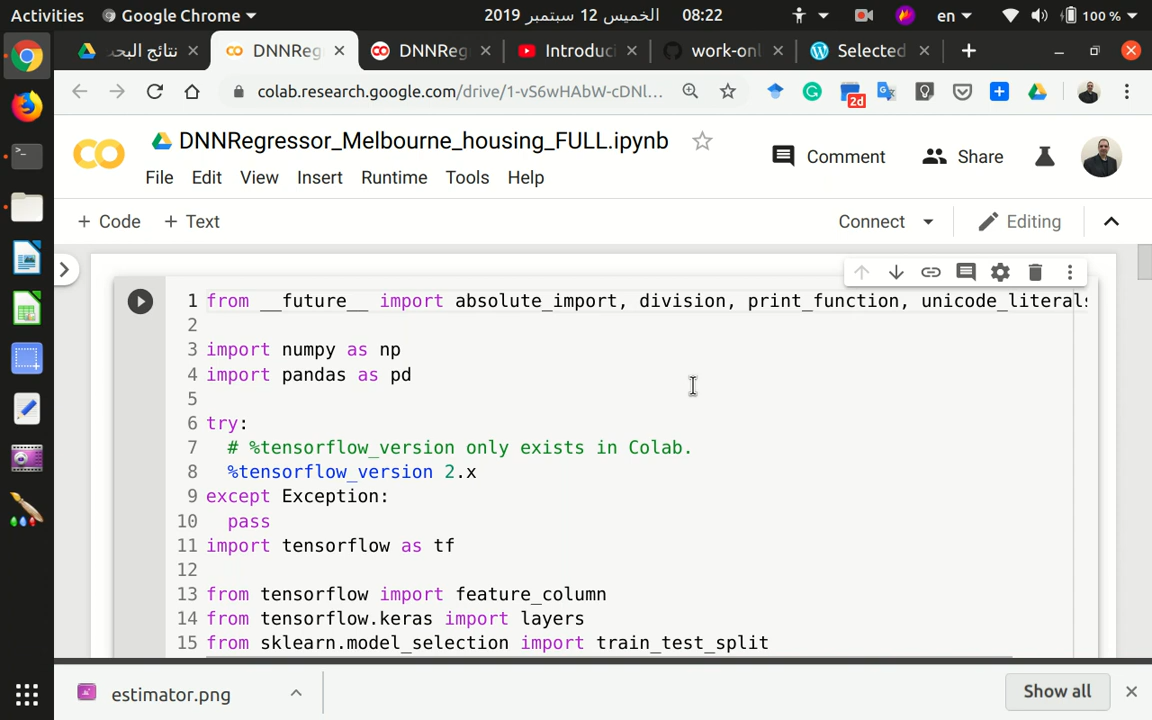 Activities Google Chrome الخميس 12 سبتمبر 2019 08:22 en 100 %
نتائج البحـ DNNReg DNNReg Introduc work-onl Selected
colab.research.google.com/drive/1-vS6wHAbW-cDNl... 2d
DNNRegressor_Melbourne_housing_FULL.ipynb
Comment Share
File Edit View Insert Runtime Tools Help
+ Code + Text Connect Editing
1 from __future__ import absolute_import, division, print_function, unicode_literals
2
3 import numpy as np
4 import pandas as pd
5
6 try:
7 # %tensorflow_version only exists in Colab.
8 %tensorflow_version 2.x
9 except Exception:
10 pass
11 import tensorflow as tf
12
13 from tensorflow import feature_column
14 from tensorflow.keras import layers
15 from sklearn.model_selection import train_test_split
estimator.png Show all